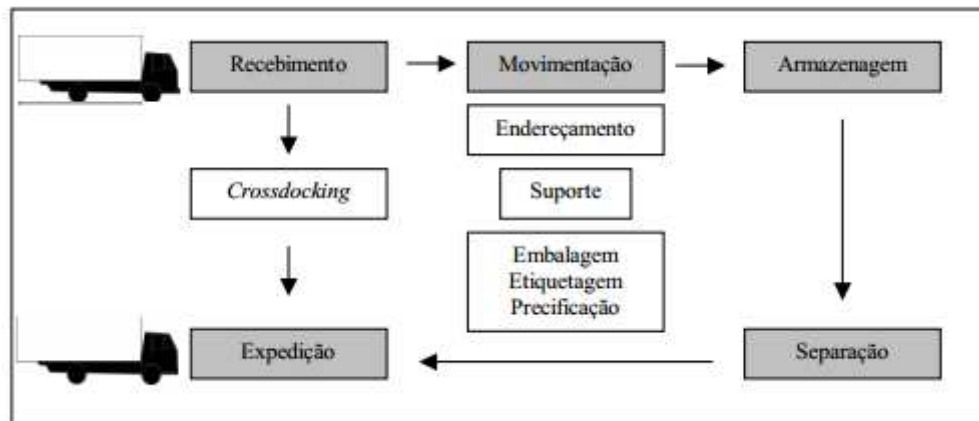 Recebimento
Movimentação
Armazenagem
Endereçamento
Crossdocking
Suporte
Embalagem
Etiquetagem
Precificação
Expedição
Separação